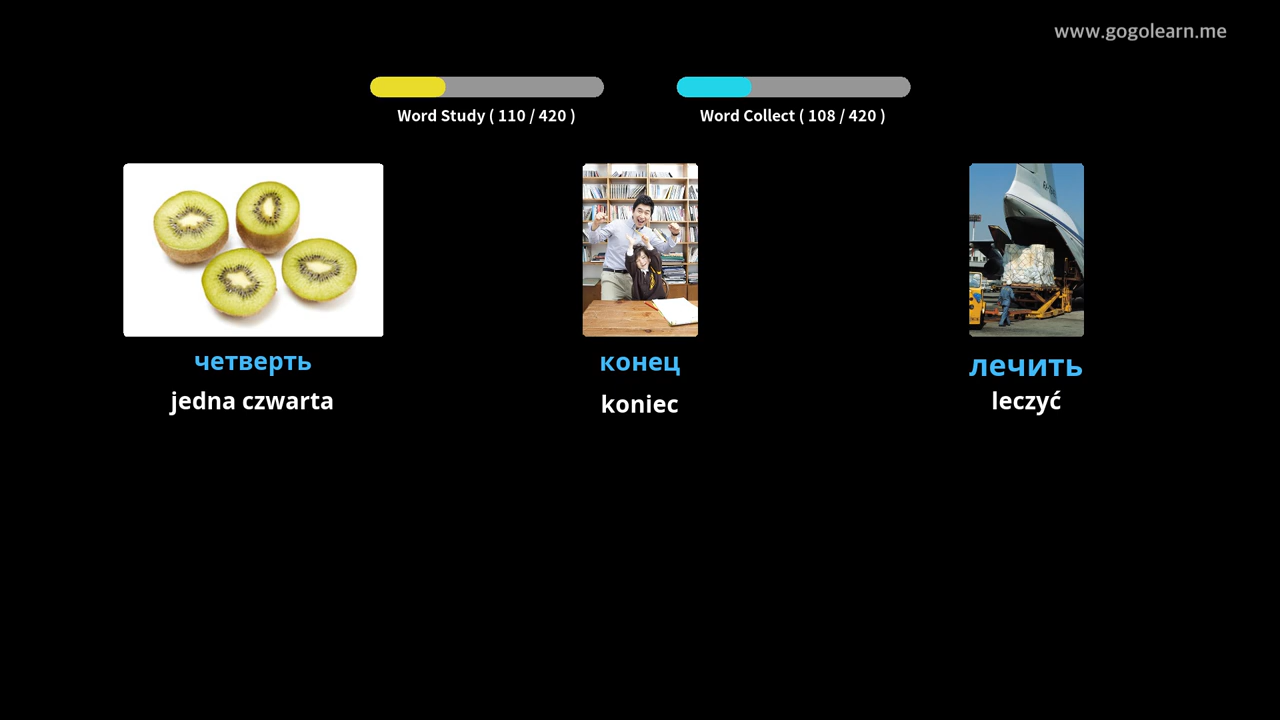 www.gogolearn.me
Word Study ( 110 / 420 )
Word Collect ( 108 / 420 )
четверть
конец
лечить
jedna czwarta
koniec
leczyć